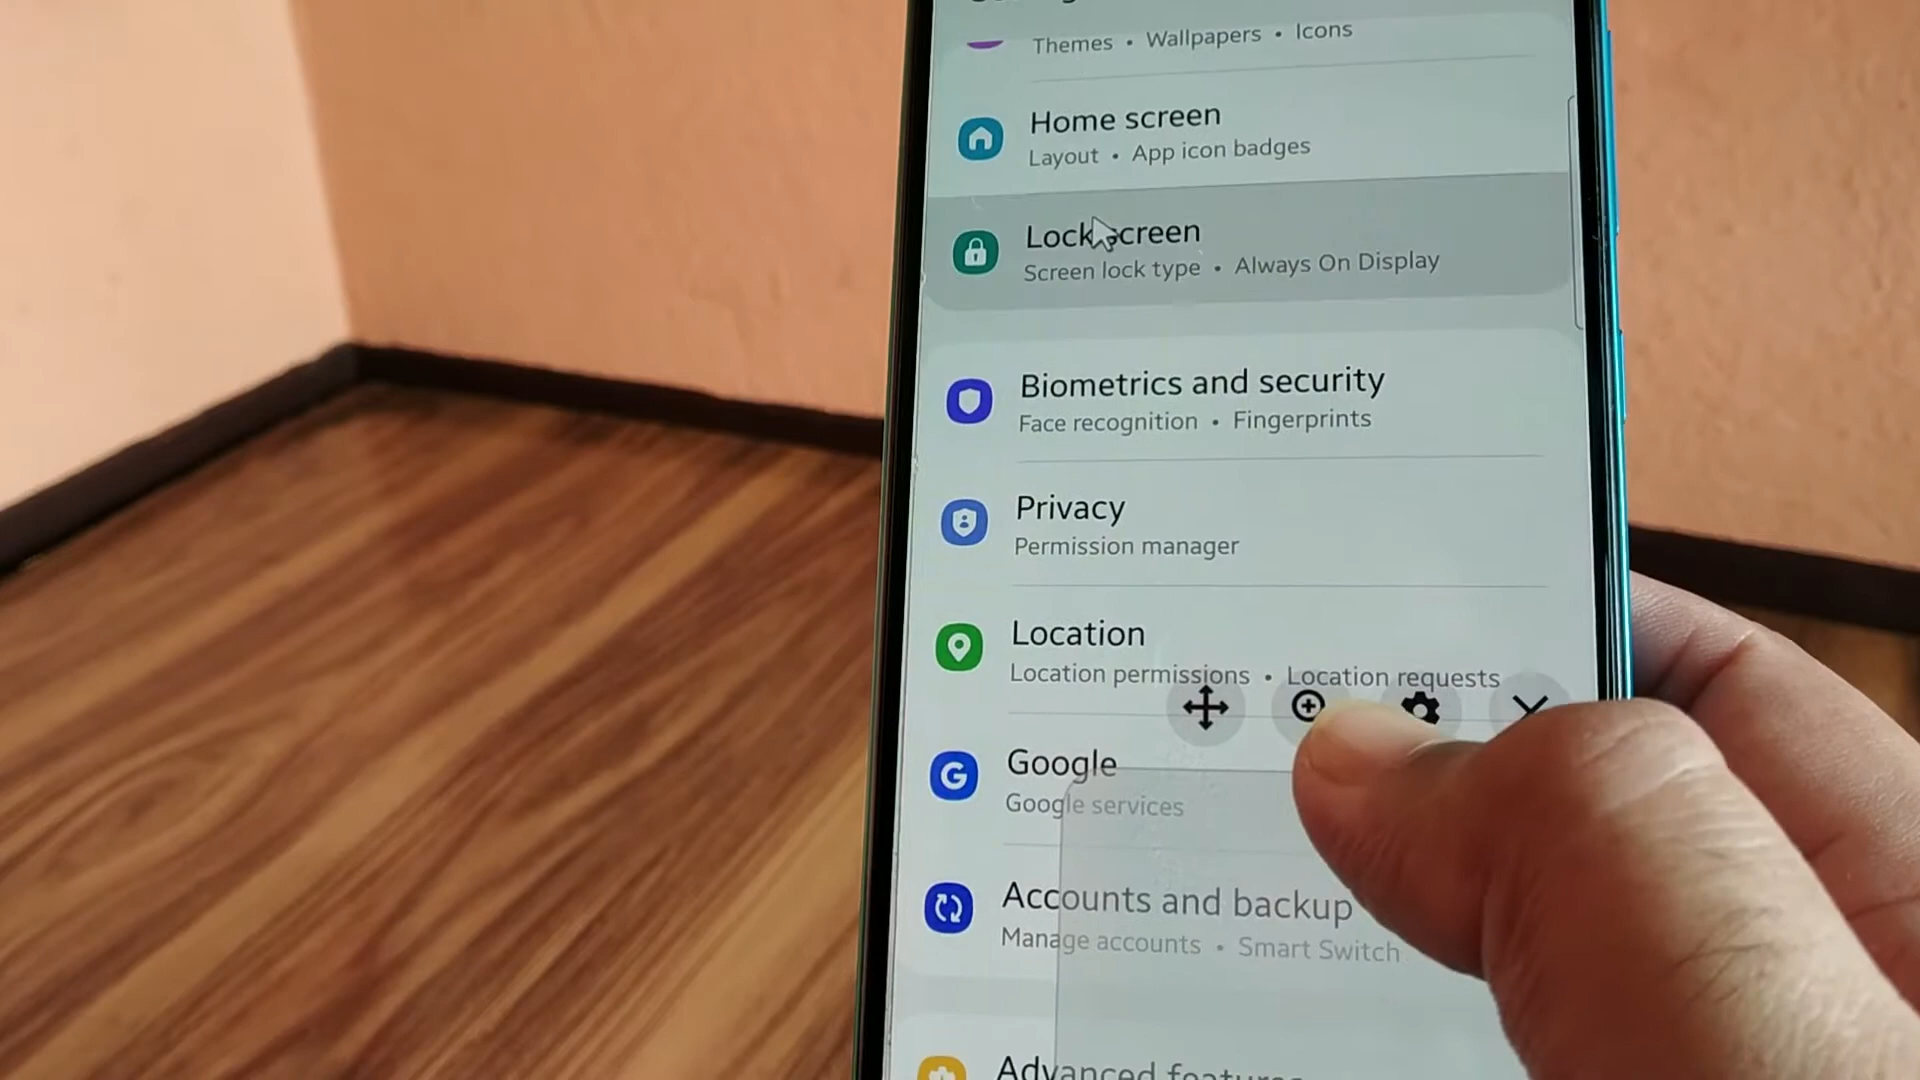 Themes • Wallpapers • Icons
Home screen
Layout • App icon badges
Lock screen
Screen lock type • Always On Display
Biometrics and security
Face recognition • Fingerprints
Privacy
Permission manager
Location
Location permissions • Location requests
Google
Google services
Accounts and backup
Manage accounts • Smart Switch
Advanced features